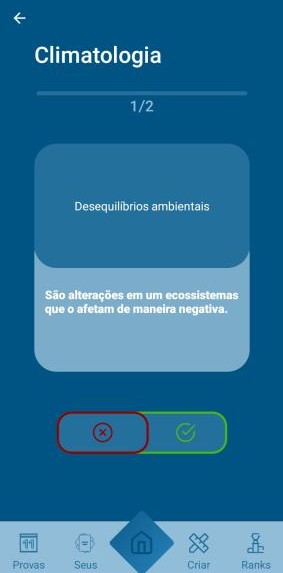 Climatologia
1/2
Desequilíbrios ambientais
São alterações em um ecossistemas
que o afetam de maneira negativa.
Provas
Seus
Criar
Ranks